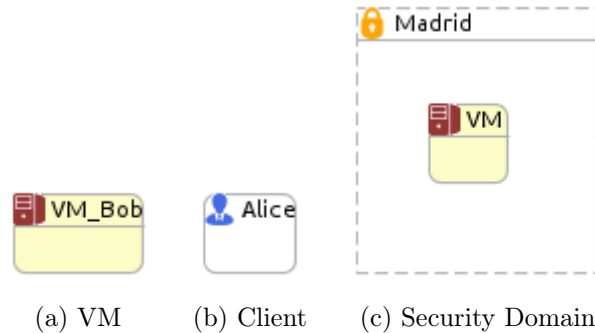 Madrid
VM
VM_Bob
Alice
(a) VM
(b) Client
(c) Security Domain